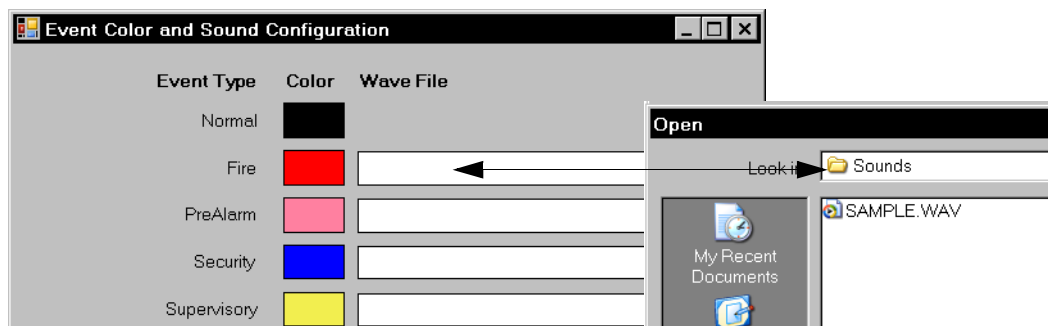 Event Color and Sound Configuration
Event Type Color Wave File
Normal
Fire
PreAlarm
Security
Supervisory
Open
Look i
Sounds
SAMPLE.WAV
My Recent
Documents